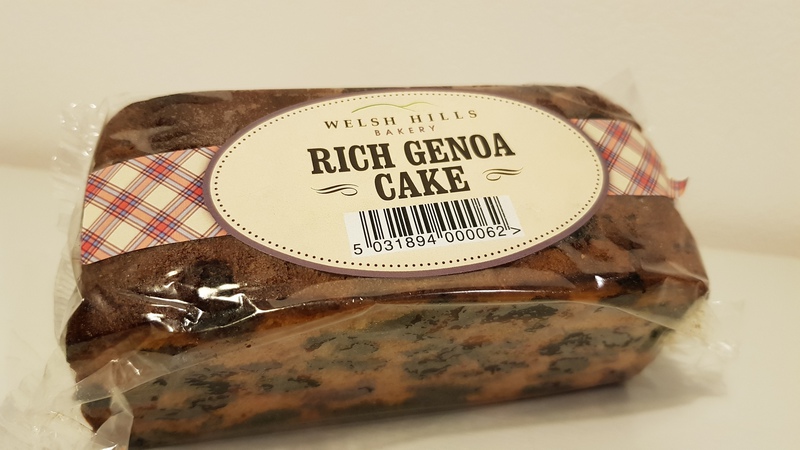 WELSH HILLS
BAKERY
RICH GENOA
CAKE
5 031894 000062 >